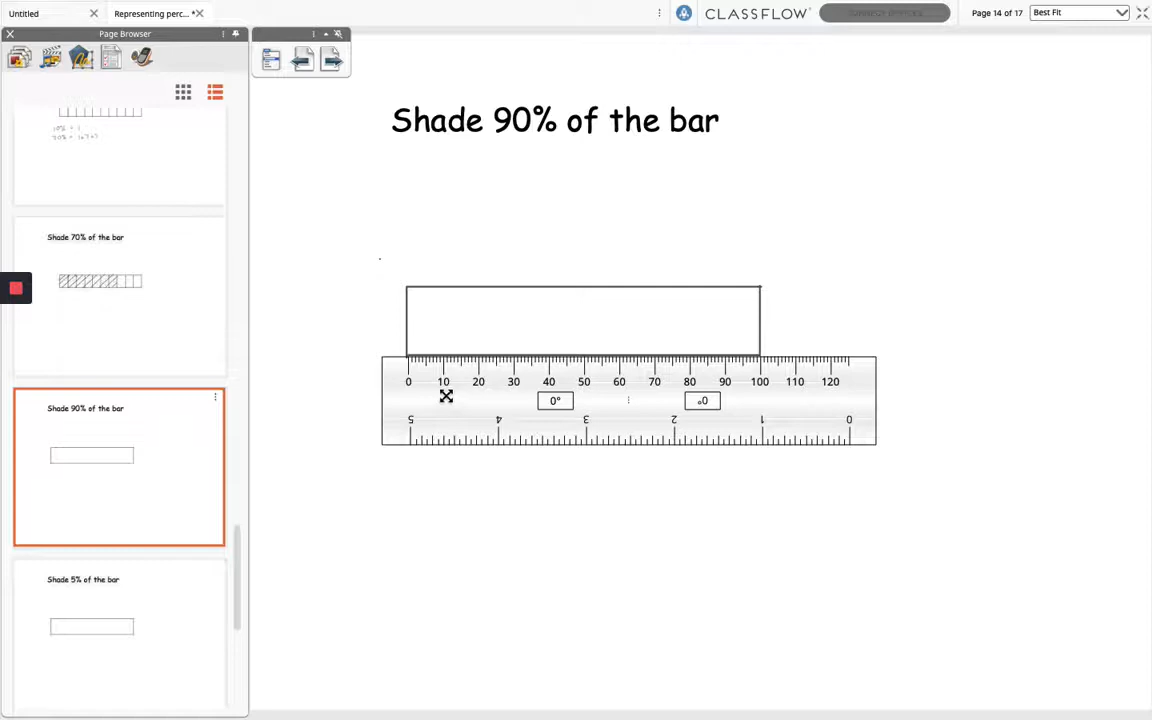 Untitled
Representing perc... *
CLASSFLOW
Page 14 of 17
Best Fit
Page Browser
10% = 1
Shade 70% of the bar
Shade 90% of the bar
Shade 5% of the bar
Shade 90% of the bar
0 10 20 30 40 50 60 70 80 90 100 110 120
0° 0°
5 4 3 2 1 0